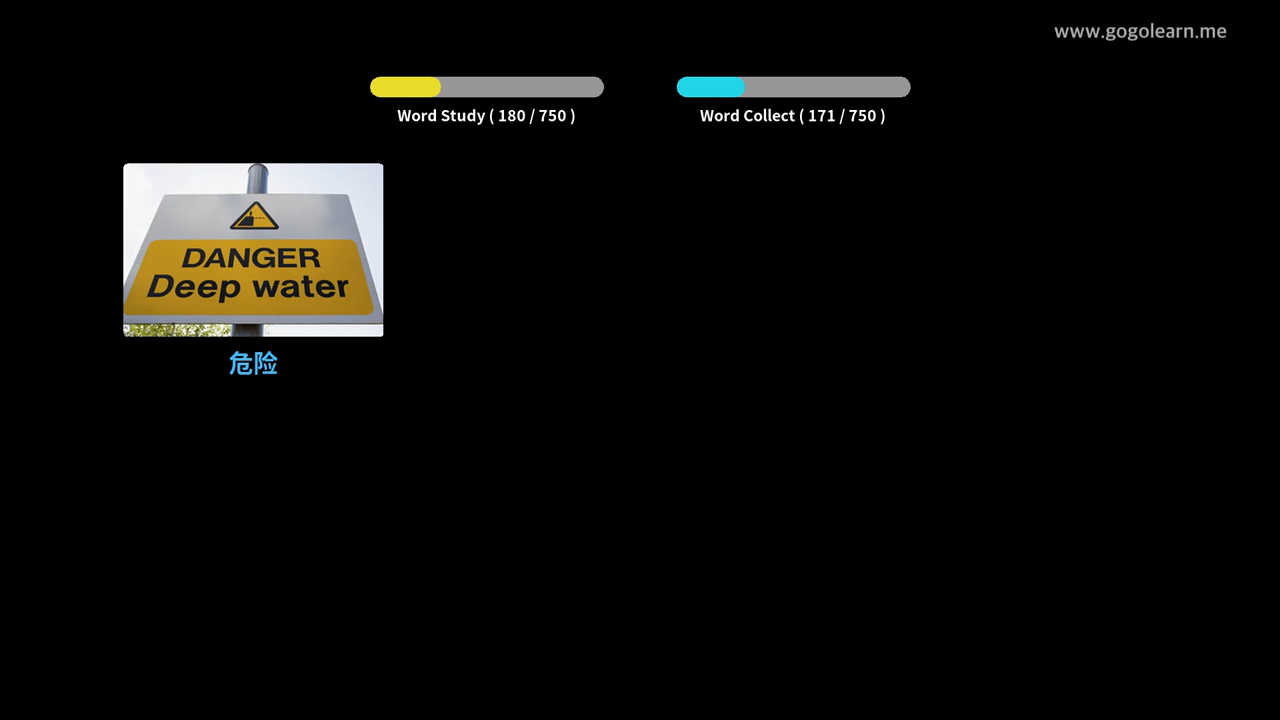 www.gogolearn.me
Word Study ( 180 / 750 )
Word Collect ( 171 / 750 )
DANGER
Deep water
危险